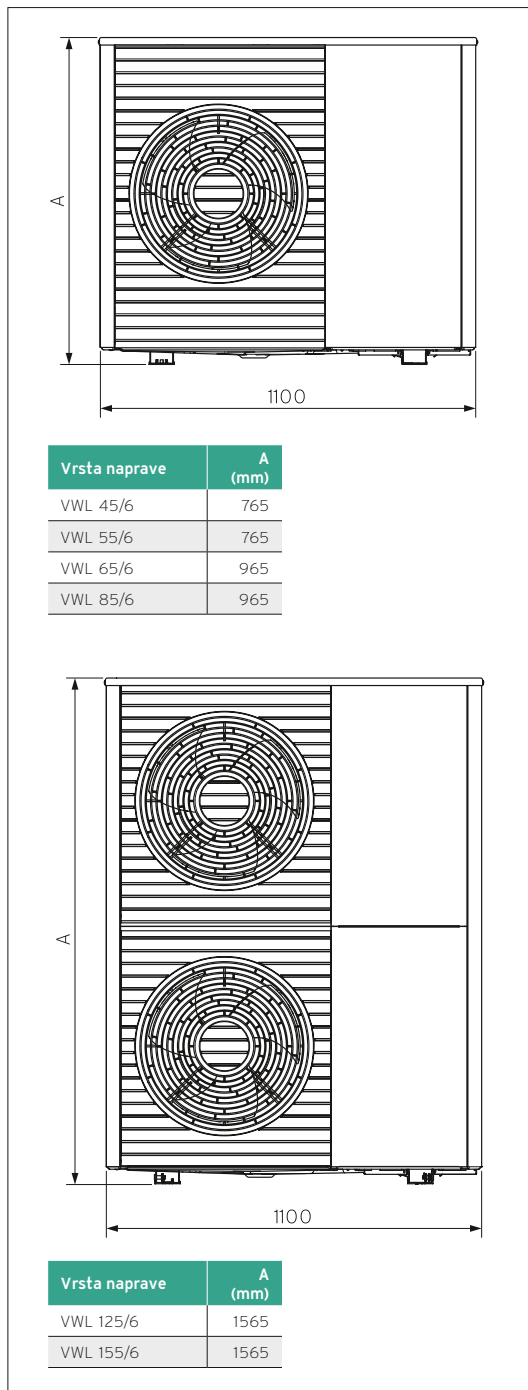 A
1100
Vrsta naprave A (mm)
VWL 45/6 765
VWL 55/6 765
VWL 65/6 965
VWL 85/6 965
A
1100
Vrsta naprave A (mm)
VWL 125/6 1565
VWL 155/6 1565